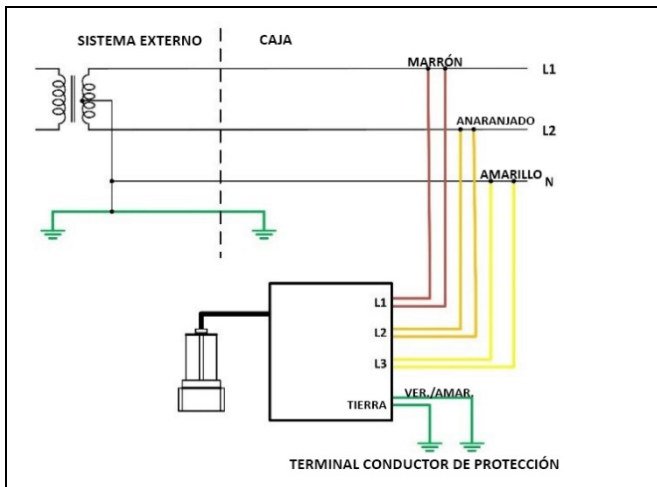 SISTEMA EXTERNO
CAJA
MARRÓN
L1
ANARANJADO
L2
AMARILLO
N
L1
L2
L3
VER./AMAR.
TIERRA
TERMINAL CONDUCTOR DE PROTECCIÓN